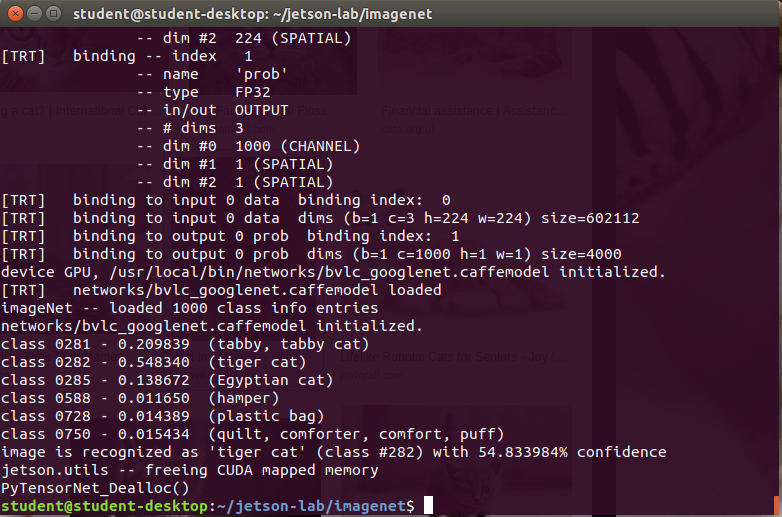 student@student-desktop: ~/jetson-lab/imagenet
-- dim #2 224 (SPATIAL)
[TRT] binding -- index 1
-- name 'prob'
-- type FP32
-- in/out OUTPUT
-- # dims 3
-- dim #0 1000 (CHANNEL)
-- dim #1 1 (SPATIAL)
-- dim #2 1 (SPATIAL)
[TRT] binding to input 0 data binding index: 0
[TRT] binding to input 0 data dims (b=1 c=3 h=224 w=224) size=602112
[TRT] binding to output 0 prob binding index: 1
[TRT] binding to output 0 prob dims (b=1 c=1000 h=1 w=1) size=4000
device GPU, /usr/local/bin/networks/bvlc_googlenet.caffemodel initialized.
[TRT] networks/bvlc_googlenet.caffemodel loaded
imageNet -- loaded 1000 class info entries
networks/bvlc_googlenet.caffemodel initialized.
class 0281 - 0.209839 (tabby, tabby cat)
class 0282 - 0.548340 (tiger cat)
class 0285 - 0.138672 (Egyptian cat)
class 0588 - 0.011650 (hamper)
class 0728 - 0.014389 (plastic bag)
class 0750 - 0.015434 (quilt, comforter, comfort, puff)
image is recognized as 'tiger cat' (class #282) with 54.833984% confidence
jetson.utils -- freeing CUDA mapped memory
PyTensorNet_Dealloc()
student@student-desktop:~/jetson-lab/imagenet$